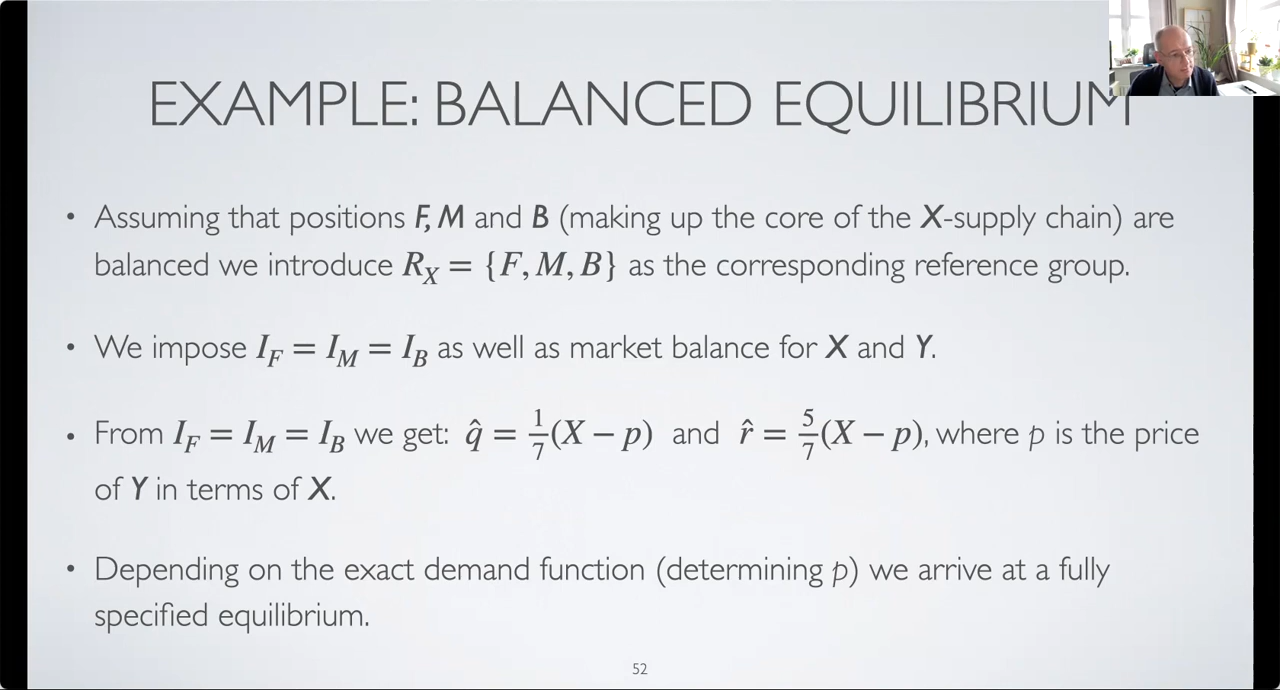 EXAMPLE: BALANCED EQUILIBRIUM
• Assuming that positions F, M and B (making up the core of the X-supply chain) are
balanced we introduce R_X = {F, M, B} as the corresponding reference group.
• We impose I_F = I_M = I_B as well as market balance for X and Y.
• From I_F = I_M = I_B we get: q̂ = 1/7(X − p) and r̂ = 5/7(X − p), where p is the price
of Y in terms of X.
• Depending on the exact demand function (determining p) we arrive at a fully
specified equilibrium.
52